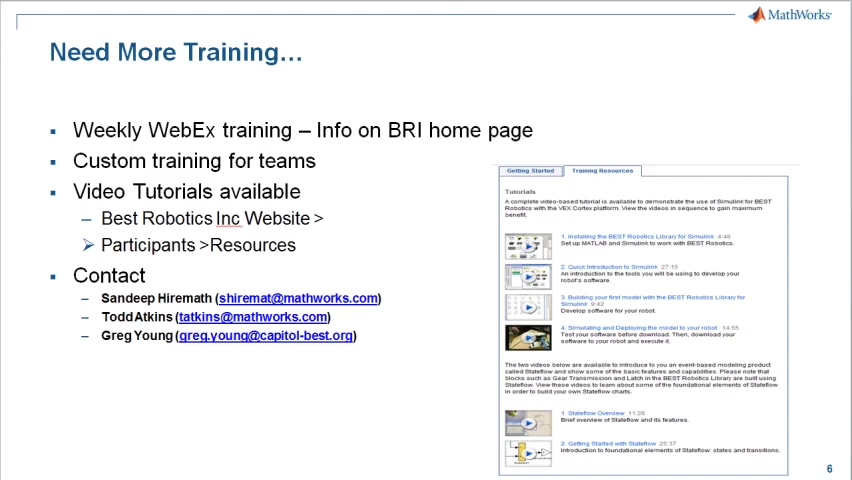 MathWorks
Need More Training…
Weekly WebEx training – Info on BRI home page
Custom training for teams
Video Tutorials available
– Best Robotics Inc Website >
➢ Participants >Resources
Contact
– Sandeep Hiremath (shiremat@mathworks.com)
– Todd Atkins (tatkins@mathworks.com)
– Greg Young (greg.young@capitol-best.org)
Getting Started Training Resources
Tutorials
A complete video-based tutorial is available to demonstrate the use of Simulink for BEST
Robotics with the VEX Cortex platform. View the videos in sequence to gain maximum
benefit.
1. Installing the BEST Robotics Library for Simulink 4:48
Set up MATLAB and Simulink to work with BEST Robotics.
2. Quick Introduction to Simulink 27:15
An introduction to the tools you will be using to develop your
robot's software.
3. Building your first model with the BEST Robotics Library for
Simulink 9:42
Develop software for your robot.
4. Simulating and Deploying the model to your robot 14:55
Test your software before download. Then, download your
software to your robot and execute it.
The two videos below are available to introduce to you an event-based modeling product
called Stateflow and show some of the basic features and capabilities. Please note that
blocks such as Gear Transmission and Latch in the BEST Robotics Library are built using
Stateflow. View these videos to learn about some of the foundational elements of Stateflow
in order to build your own Stateflow charts.
1. Stateflow Overview 11:28
Brief overview of Stateflow and its features.
2. Getting Started with Stateflow 25:37
Introduction to foundational elements of Stateflow: states and transitions.
6